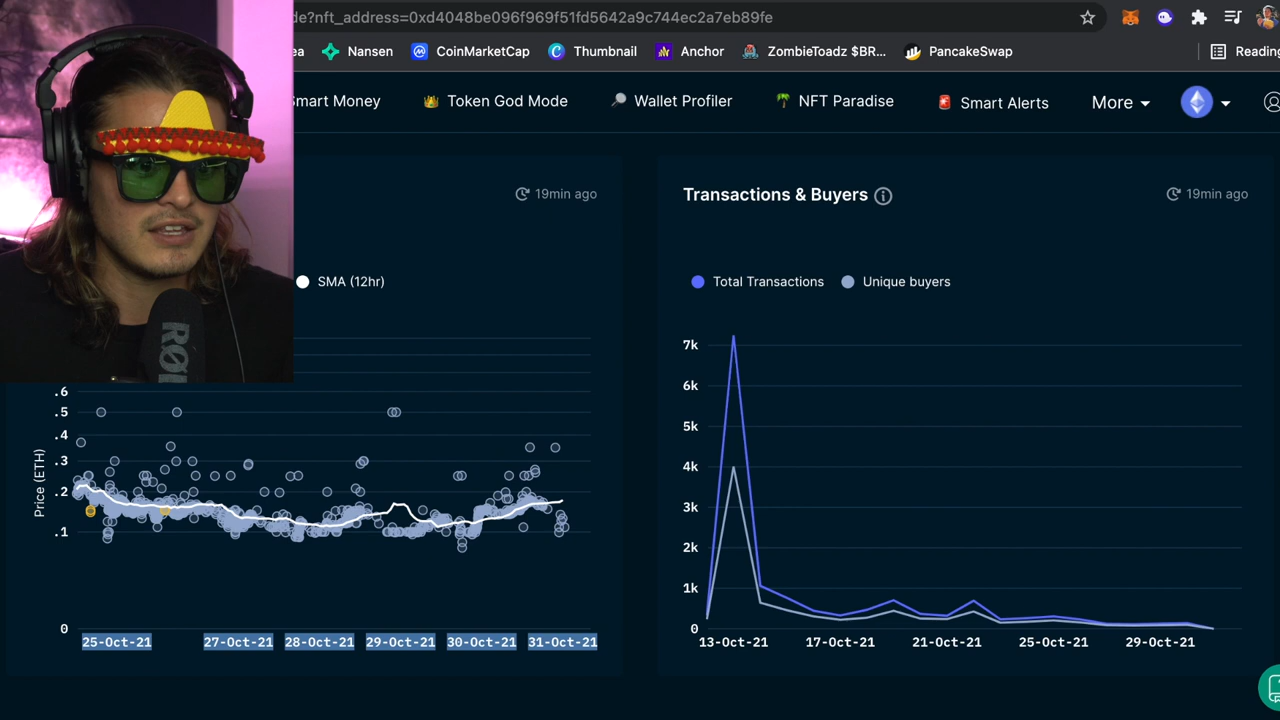 de?nft_address=0xd4048be096f969f51fd5642a9c744ec2a7eb89fe
ea Nansen CoinMarketCap Thumbnail Anchor ZombieToadz $BR... PancakeSwap Reading
Smart Money Token God Mode Wallet Profiler NFT Paradise Smart Alerts More
19min ago
SMA (12hr)
.6
.5
.4
.3
.2
.1
0
Price (ETH)
25-Oct-21 27-Oct-21 28-Oct-21 29-Oct-21 30-Oct-21 31-Oct-21
Transactions & Buyers
19min ago
Total Transactions Unique buyers
7k
6k
5k
4k
3k
2k
1k
0
13-Oct-21 17-Oct-21 21-Oct-21 25-Oct-21 29-Oct-21
RØ